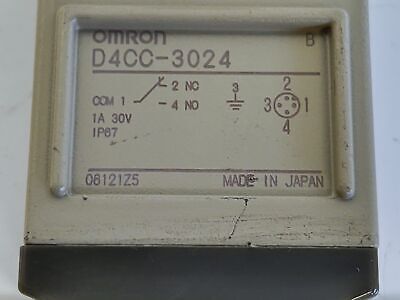 OMRON B
D4CC-3024
COM 1
2 NC
4 NO
3
2
3 1
4
1A 30V
IP67
06121Z5 MADE IN JAPAN